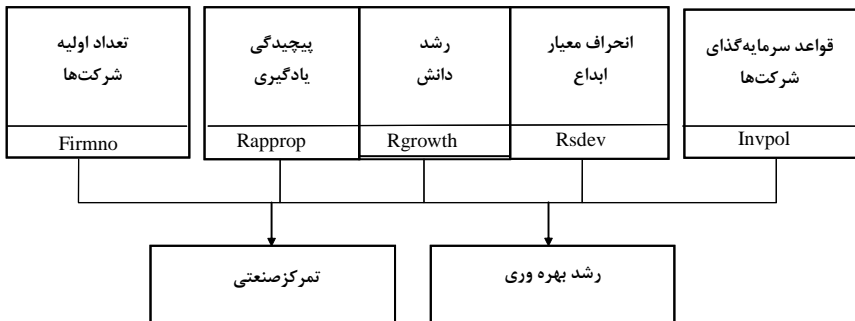 تعداد اولیه
شرکت‌ها
Firmno
پیچیدگی
یادگیری
Rapprop
رشد
دانش
Rgrowth
انحراف معیار
ابداع
Rsdev
قواعد سرمایه‌گذای
شرکت‌ها
Invpol
تمرکزصنعتی
رشد بهره وری